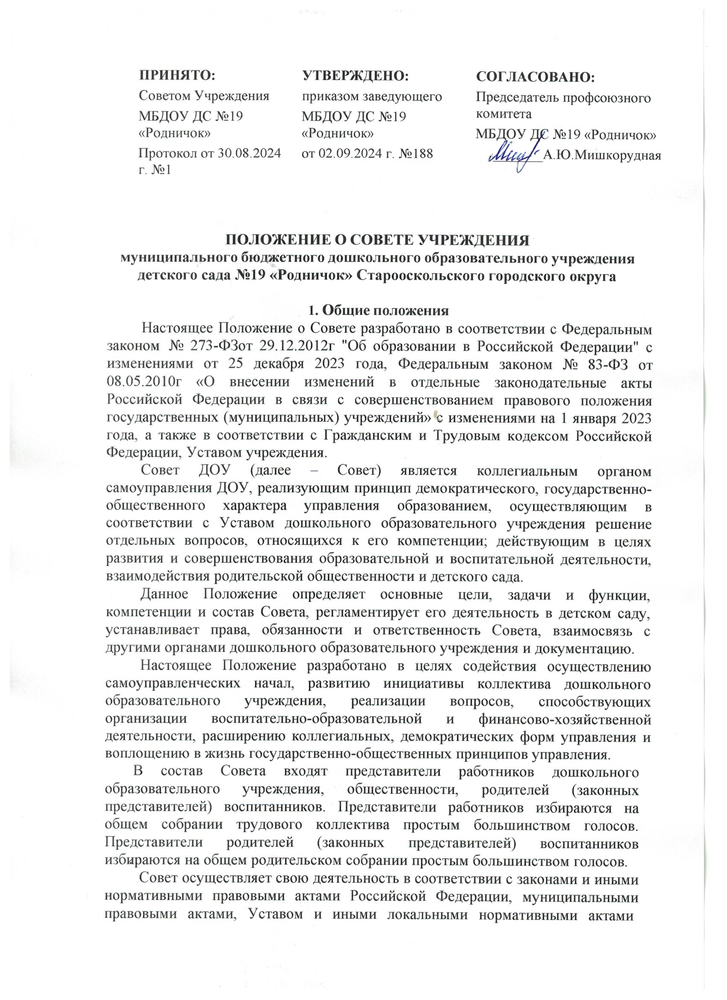 ПРИНЯТО:
Советом Учреждения
МБДОУ ДС №19
«Родничок»
Протокол от 30.08.2024
г. №1
УТВЕРЖДЕНО:
приказом заведующего
МБДОУ ДС №19
«Родничок»
от 02.09.2024 г. №188
СОГЛАСОВАНО:
Председатель профсоюзного
комитета
МБДОУ ДС №19 «Родничок»
А.Ю.Мишкорудная
ПОЛОЖЕНИЕ О СОВЕТЕ УЧРЕЖДЕНИЯ
муниципального бюджетного дошкольного образовательного учреждения
детского сада №19 «Родничок» Старооскольского городского округа
1. Общие положения
Настоящее Положение о Совете разработано в соответствии с Федеральным
законом № 273-ФЗот 29.12.2012г "Об образовании в Российской Федерации" с
изменениями от 25 декабря 2023 года, Федеральным законом № 83-ФЗ от
08.05.2010г «О внесении изменений в отдельные законодательные акты
Российской Федерации в связи с совершенствованием правового положения
государственных (муниципальных) учреждений» с изменениями на 1 января 2023
года, а также в соответствии с Гражданским и Трудовым кодексом Российской
Федерации, Уставом учреждения.
Совет ДОУ (далее – Совет) является коллегиальным органом
самоуправления ДОУ, реализующим принцип демократического, государственно-
общественного характера управления образованием, осуществляющим в
соответствии с Уставом дошкольного образовательного учреждения решение
отдельных вопросов, относящихся к его компетенции; действующим в целях
развития и совершенствования образовательной и воспитательной деятельности,
взаимодействия родительской общественности и детского сада.
Данное Положение определяет основные цели, задачи и функции,
компетенции и состав Совета, регламентирует его деятельность в детском саду,
устанавливает права, обязанности и ответственность Совета, взаимосвязь с
другими органами дошкольного образовательного учреждения и документацию.
Настоящее Положение разработано в целях содействия осуществлению
самоуправленческих начал, развитию инициативы коллектива дошкольного
образовательного учреждения, реализации вопросов, способствующих
организации воспитательно-образовательной и финансово-хозяйственной
деятельности, расширению коллегиальных, демократических форм управления и
воплощению в жизнь государственно-общественных принципов управления.
В состав Совета входят представители работников дошкольного
образовательного учреждения, общественности, родителей (законных
представителей) воспитанников. Представители работников избираются на
общем собрании трудового коллектива простым большинством голосов.
Представители родителей (законных представителей) воспитанников
избираются на общем родительском собрании простым большинством голосов.
Совет осуществляет свою деятельность в соответствии с законами и иными
нормативными правовыми актами Российской Федерации, муниципальными
правовыми актами, Уставом и иными локальными нормативными актами